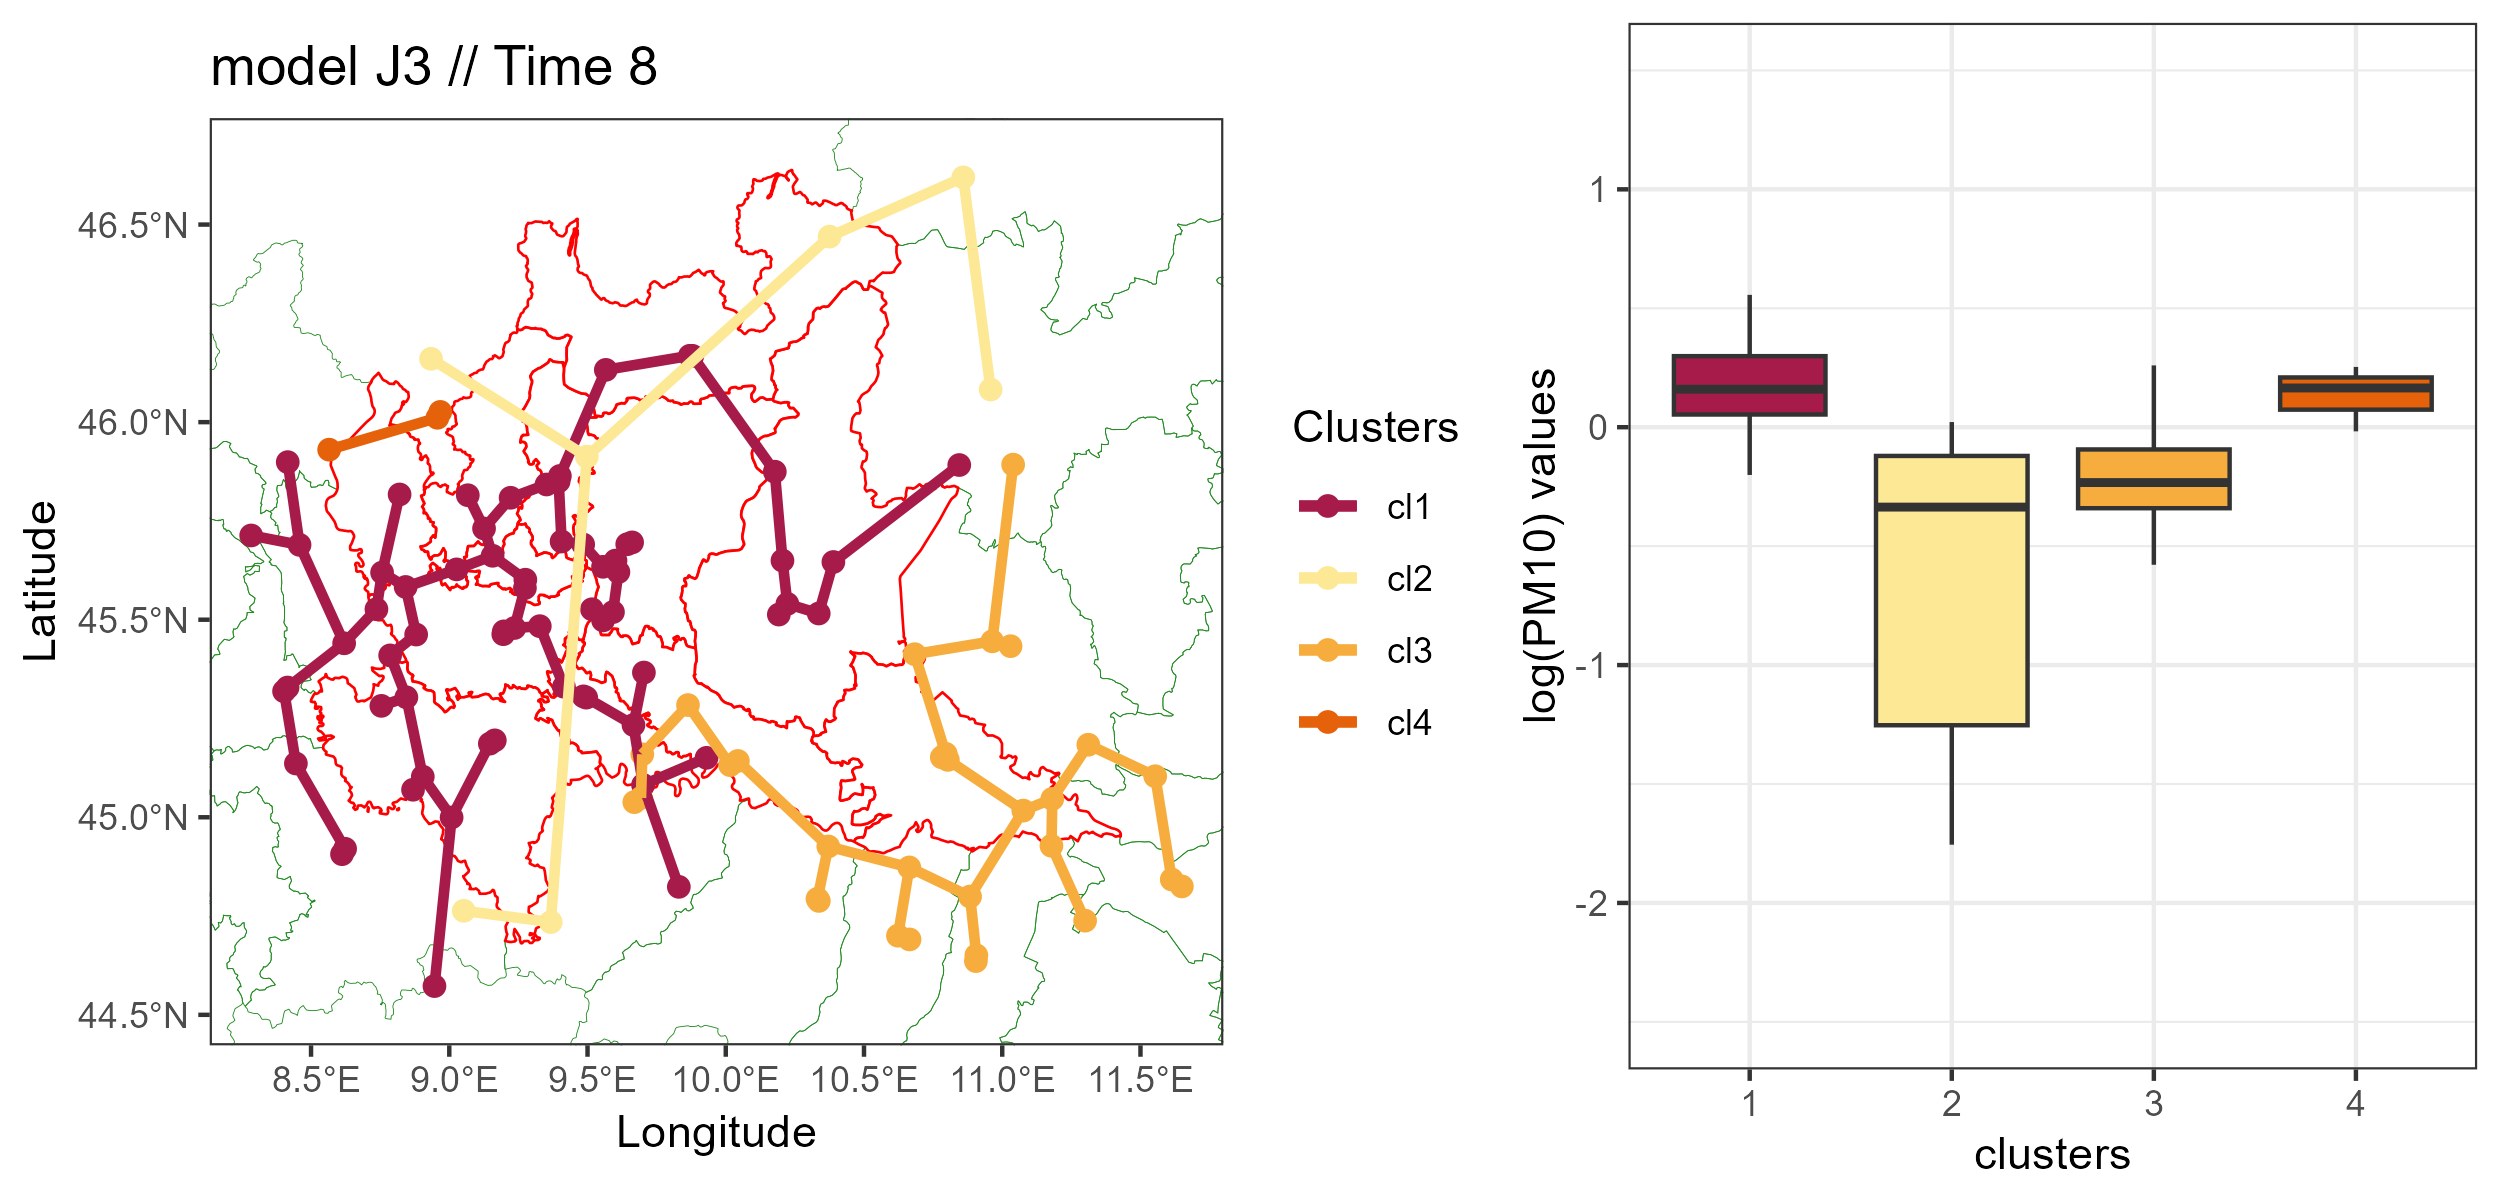 model J3 // Time 8
46.5°N
46.0°N
45.5°N
45.0°N
44.5°N
Latitude
8.5°E 9.0°E 9.5°E 10.0°E 10.5°E 11.0°E 11.5°E
Longitude
Clusters
cl1
cl2
cl3
cl4
log(PM10) values
1
0
-1
-2
1 2 3 4
clusters